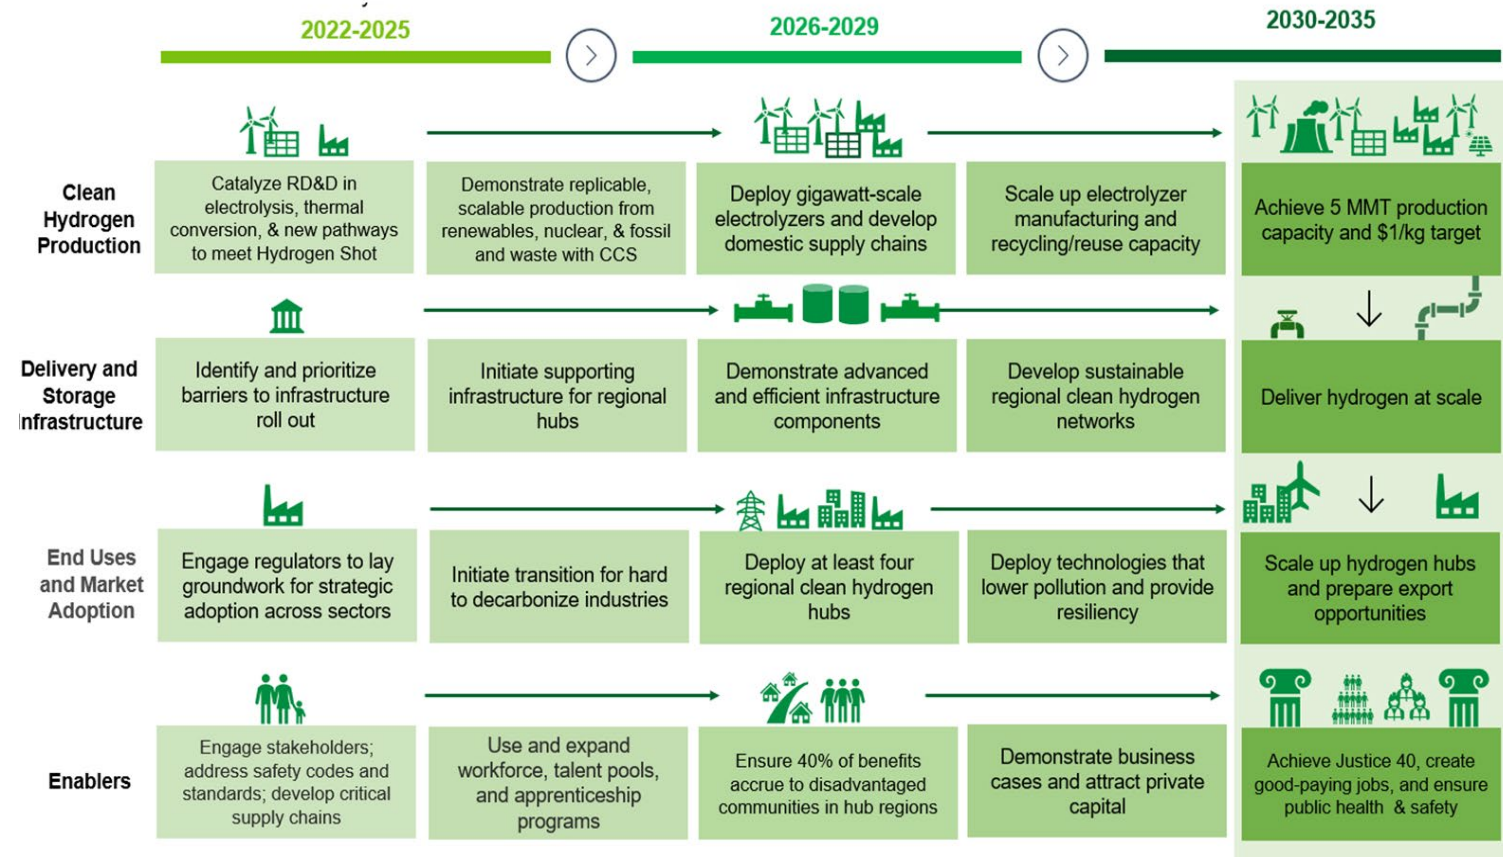 2022-2025
2026-2029
2030-2035
Clean
Hydrogen
Production
Catalyze RD&D in
electrolysis, thermal
conversion, & new pathways
to meet Hydrogen Shot
Demonstrate replicable,
scalable production from
renewables, nuclear, & fossil
and waste with CCS
Deploy gigawatt-scale
electrolyzers and develop
domestic supply chains
Scale up electrolyzer
manufacturing and
recycling/reuse capacity
Achieve 5 MMT production
capacity and $1/kg target
Delivery and
Storage
Infrastructure
Identify and prioritize
barriers to infrastructure
roll out
Initiate supporting
infrastructure for regional
hubs
Demonstrate advanced
and efficient infrastructure
components
Develop sustainable
regional clean hydrogen
networks
Deliver hydrogen at scale
End Uses
and Market
Adoption
Engage regulators to lay
groundwork for strategic
adoption across sectors
Initiate transition for hard
to decarbonize industries
Deploy at least four
regional clean hydrogen
hubs
Deploy technologies that
lower pollution and provide
resiliency
Scale up hydrogen hubs
and prepare export
opportunities
Enablers
Engage stakeholders;
address safety codes and
standards; develop critical
supply chains
Use and expand
workforce, talent pools,
and apprenticeship
programs
Ensure 40% of benefits
accrue to disadvantaged
communities in hub regions
Demonstrate business
cases and attract private
capital
Achieve Justice 40, create
good-paying jobs, and ensure
public health & safety